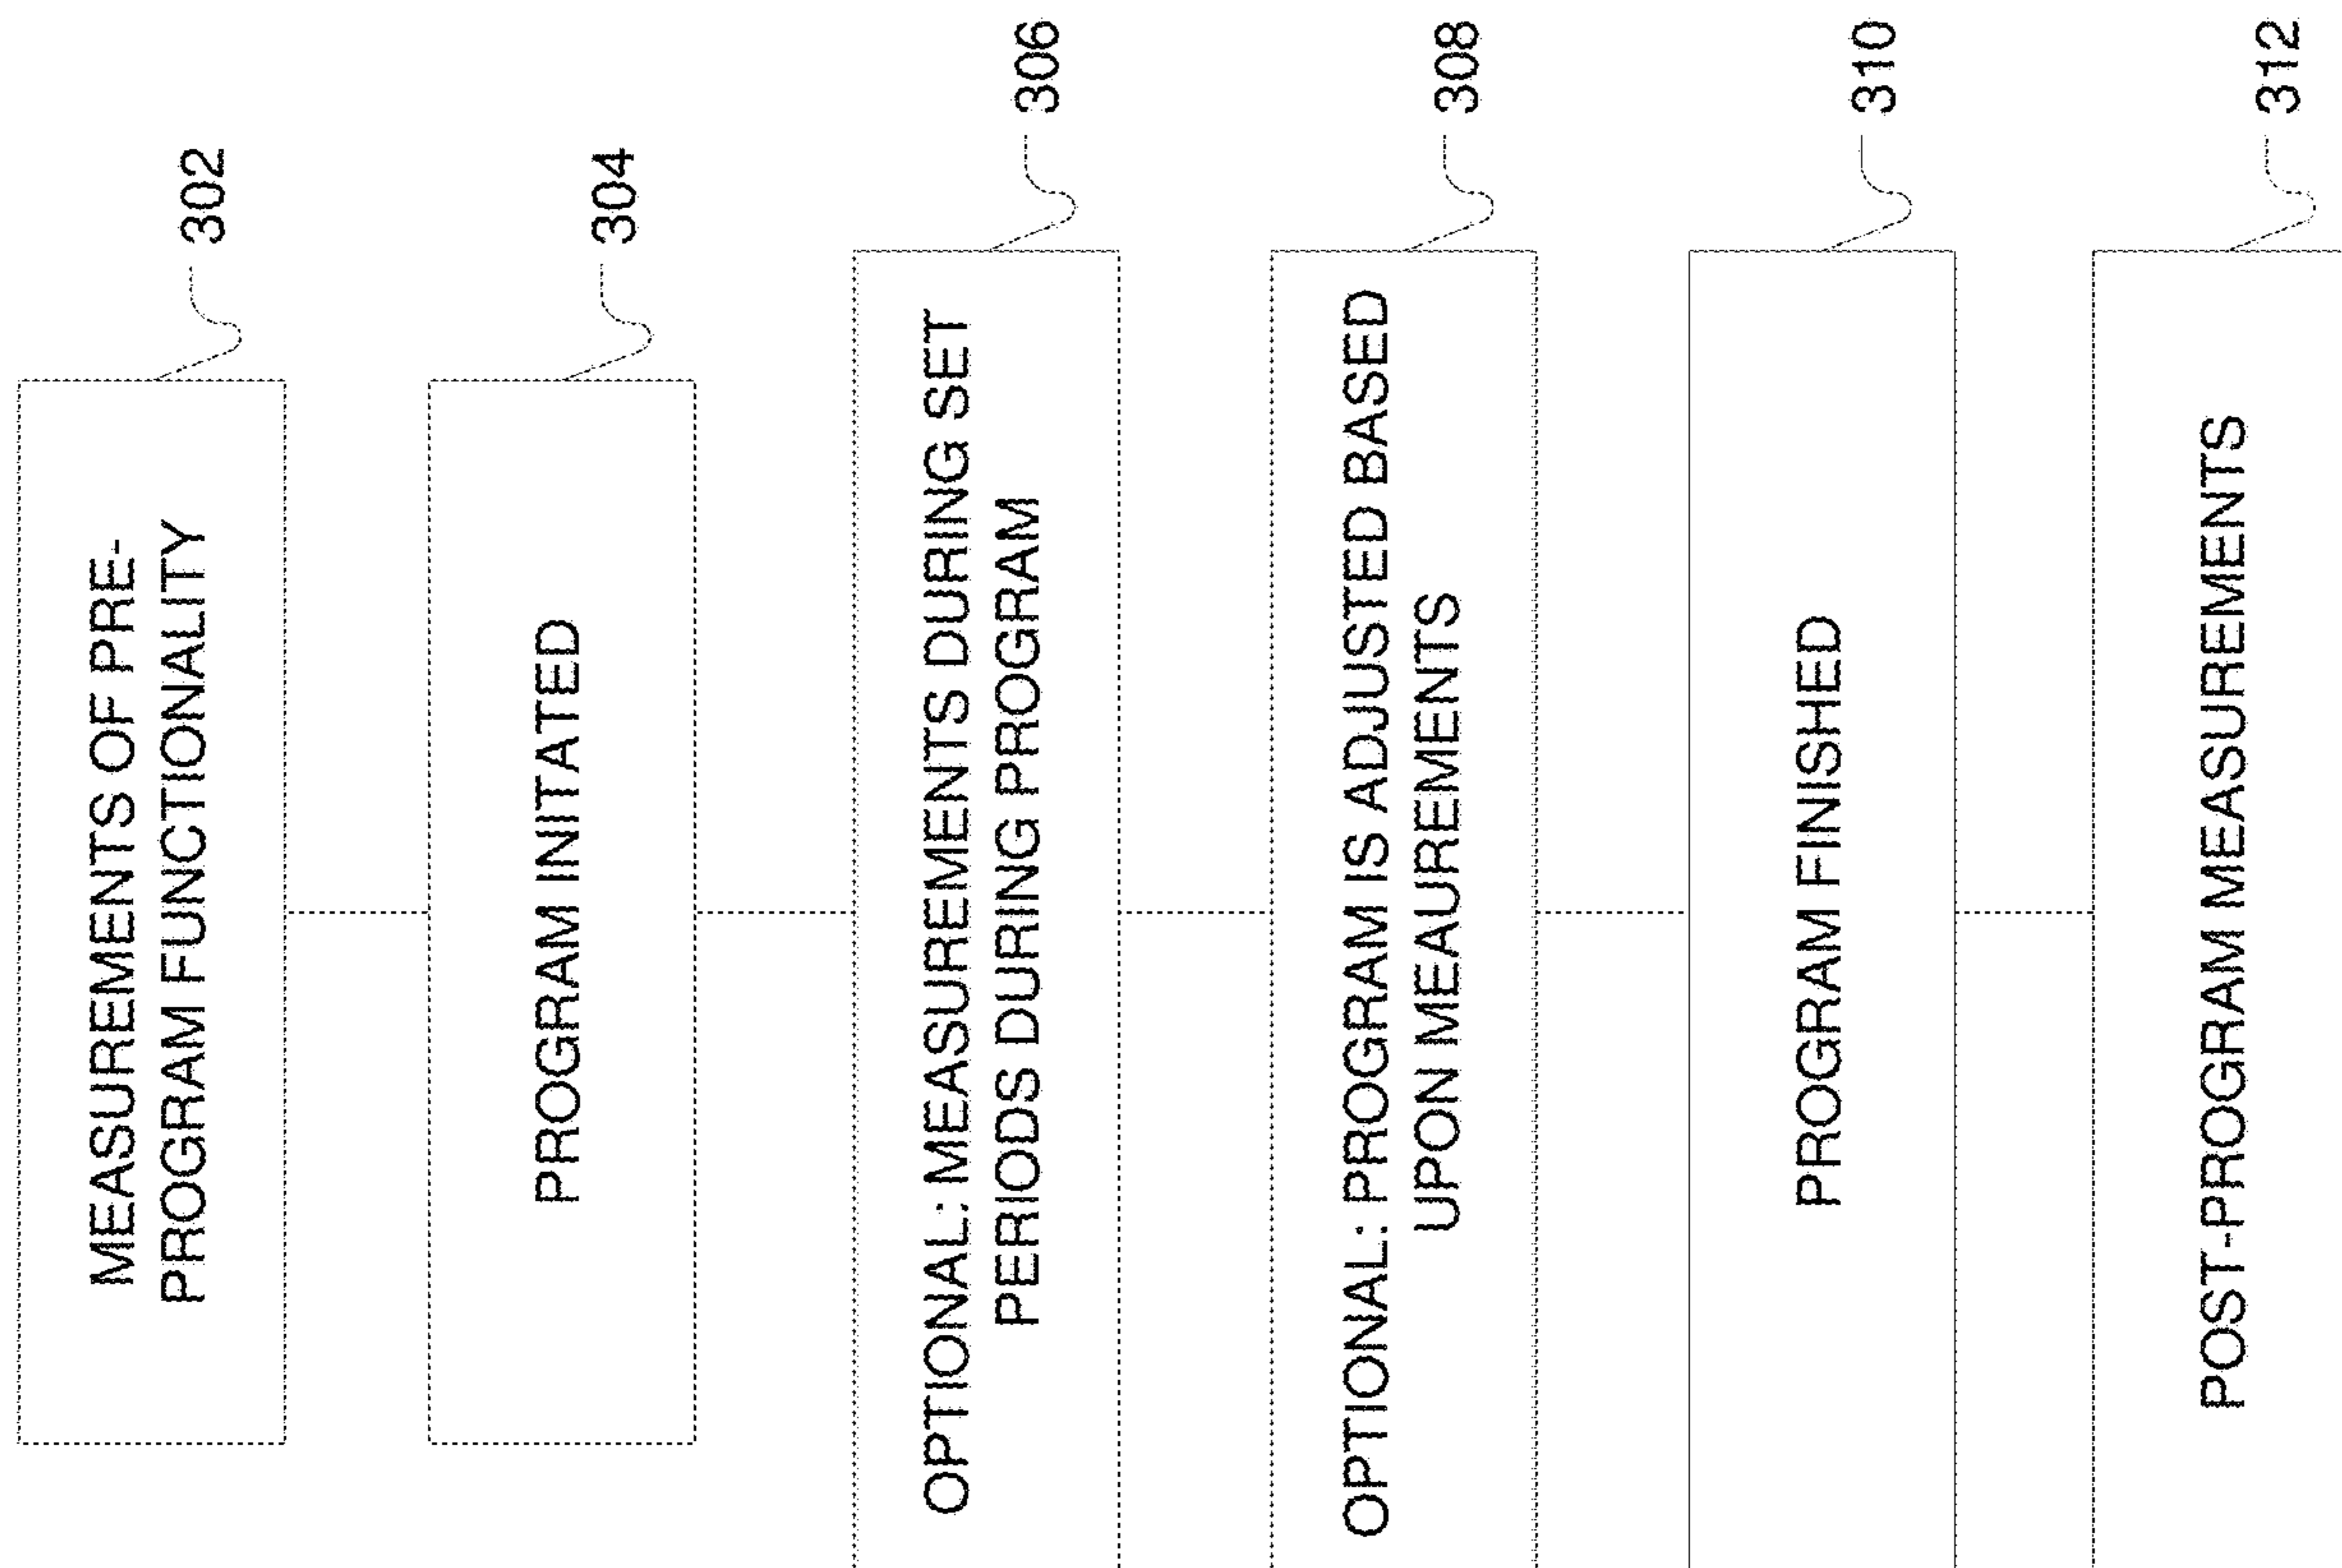 MEASUREMENTS OF PRE-
PROGRAM FUNCTIONALITY
302
PROGRAM INITATED
304
OPTIONAL: MEASUREMENTS DURING SET
PERIODS DURING PROGRAM
306
OPTIONAL: PROGRAM IS ADJUSTED BASED
UPON MEAUREMENTS
308
PROGRAM FINISHED
310
POST-PROGRAM MEASUREMENTS
312